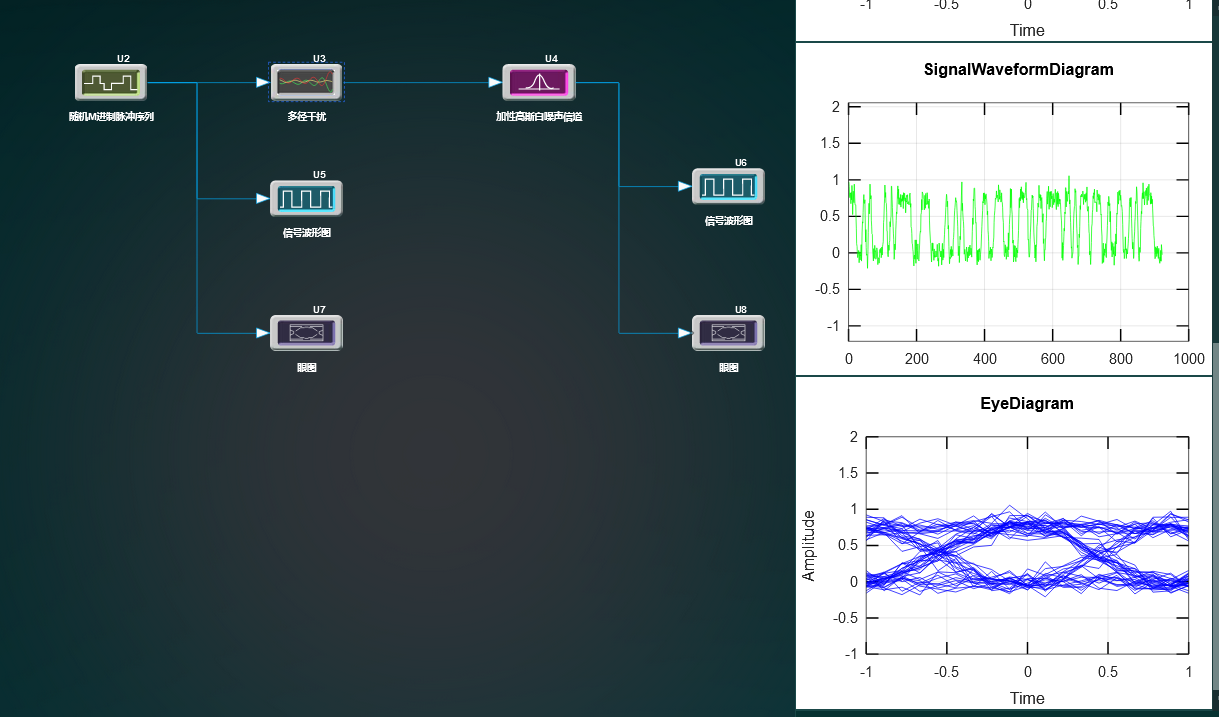 U2
随机M进制脉冲序列
U3
多径干扰
U4
加性高斯白噪声信道
U5
信号波形图
U6
信号波形图
U7
眼图
U8
眼图
-1 -0.5 0 0.5 1
Time
SignalWaveformDiagram
2
1.5
1
0.5
0
-0.5
-1
0 200 400 600 800 1000
EyeDiagram
Amplitude
2
1.5
1
0.5
0
-0.5
-1
-1 -0.5 0 0.5 1
Time